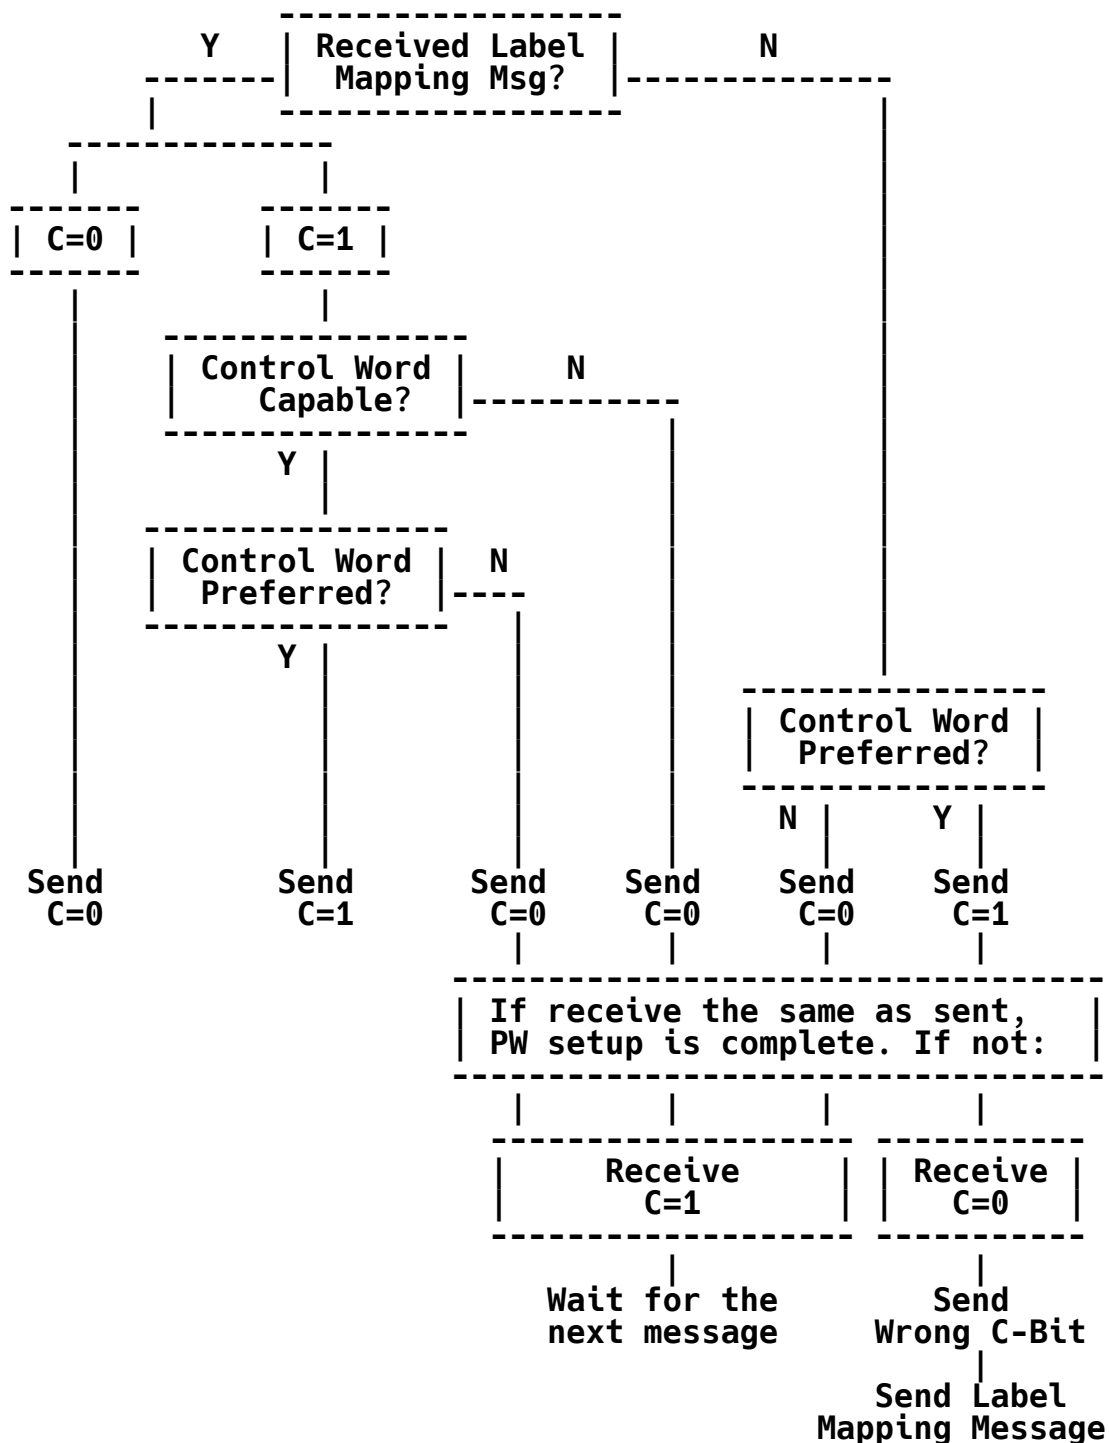 Y | Received Label | N
-------| Mapping Msg? |--------------
| C=0 | | C=1 |
| Control Word | N
| Capable? |-----------
Y |
| Control Word | N
| Preferred? |----
Y |
| Control Word |
| Preferred? |
N | Y |
Send Send Send Send Send Send
C=0 C=1 C=0 C=0 C=0 C=1
| If receive the same as sent, |
| PW setup is complete. If not: |
| Receive | | Receive |
| C=1 | | C=0 |
Wait for the Send
next message Wrong C-Bit
Send Label
Mapping Message